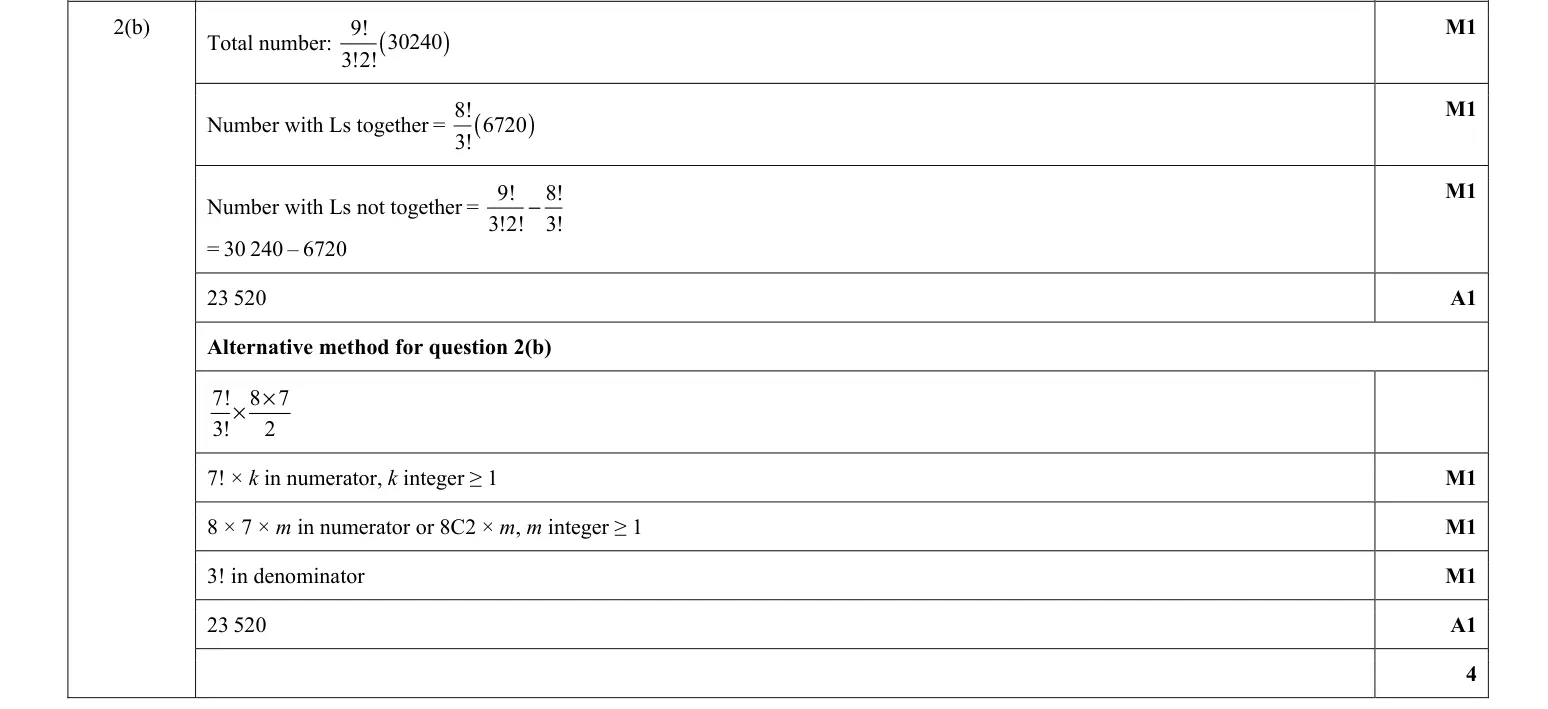 2(b)
Total number: 9!/(3!2!) (30240)
M1
Number with Ls together = 8!/3! (6720)
M1
Number with Ls not together = 9!/(3!2!) − 8!/3!
M1
= 30 240 – 6720
23 520
A1
Alternative method for question 2(b)
7!/3! × (8×7)/2
7! × k in numerator, k integer ≥ 1
M1
8 × 7 × m in numerator or 8C2 × m, m integer ≥ 1
M1
3! in denominator
M1
23 520
A1
4